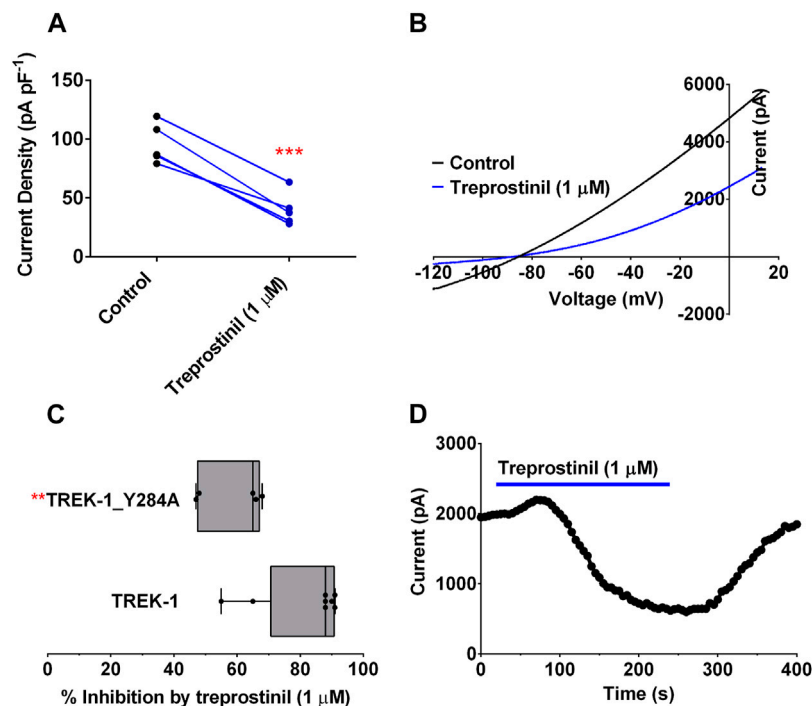 A
Current Density (pA pF-1)
150
100
50
0
***
Control
Treprostinil (1 μM)
B
6000
4000
2000
-2000
Current (pA)
Control
Treprostinil (1 μM)
-120 -100 -80 -60 -40 -20 20
Voltage (mV)
C
**TREK-1_Y284A
TREK-1
0 20 40 60 80 100
% Inhibition by treprostinil (1 μM)
D
Current (pA)
3000
2000
1000
0
Treprostinil (1 μM)
0 100 200 300 400
Time (s)